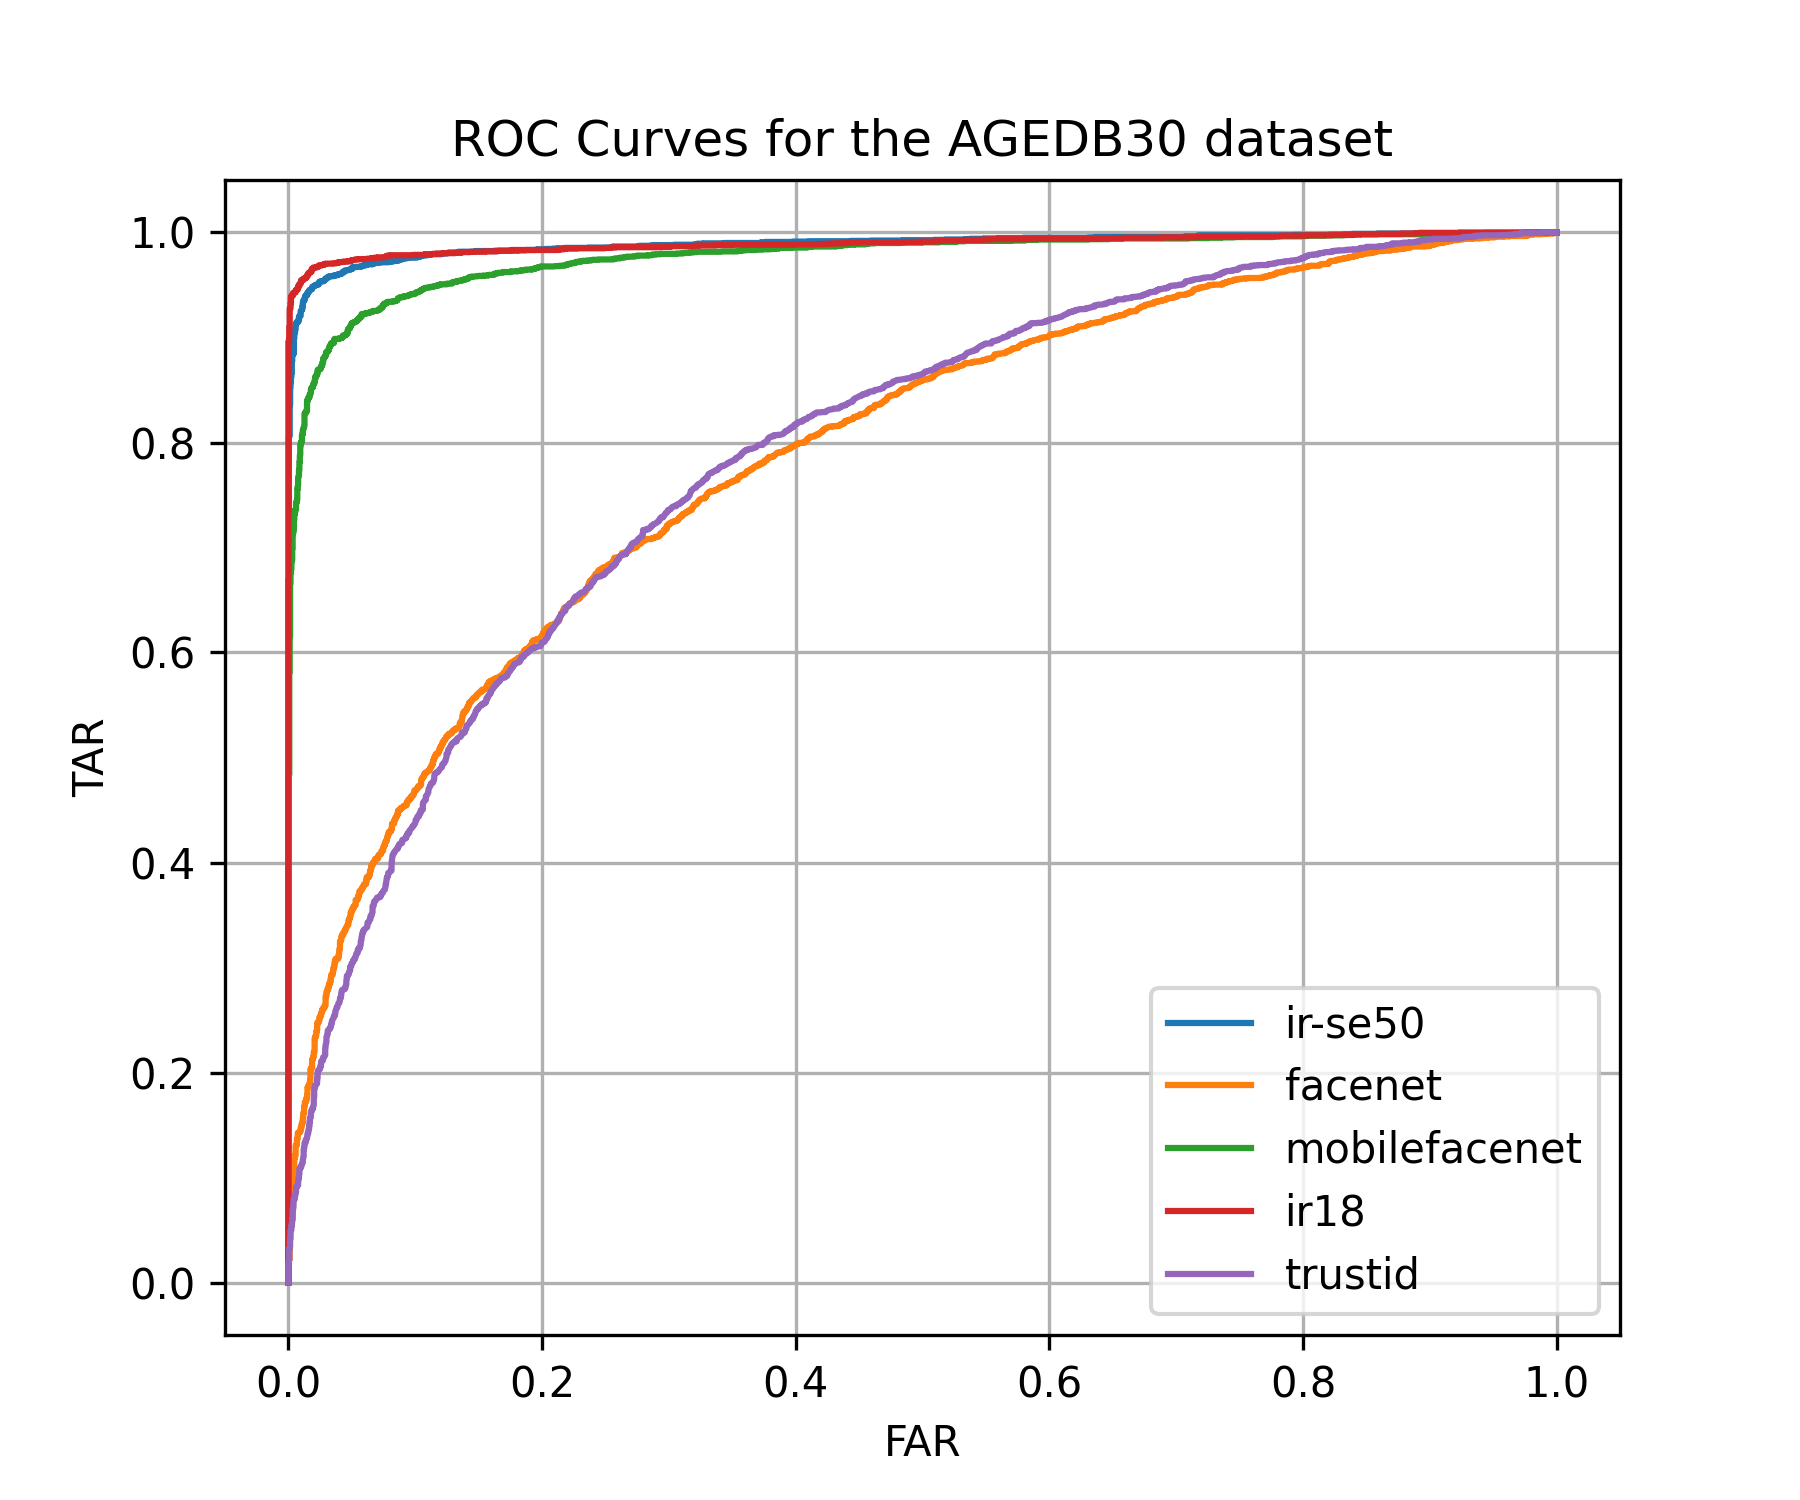 ROC Curves for the AGEDB30 dataset
1.0
0.8
0.6
0.4
0.2
0.0
TAR
0.0 0.2 0.4 0.6 0.8 1.0
FAR
ir-se50
facenet
mobilefacenet
ir18
trustid